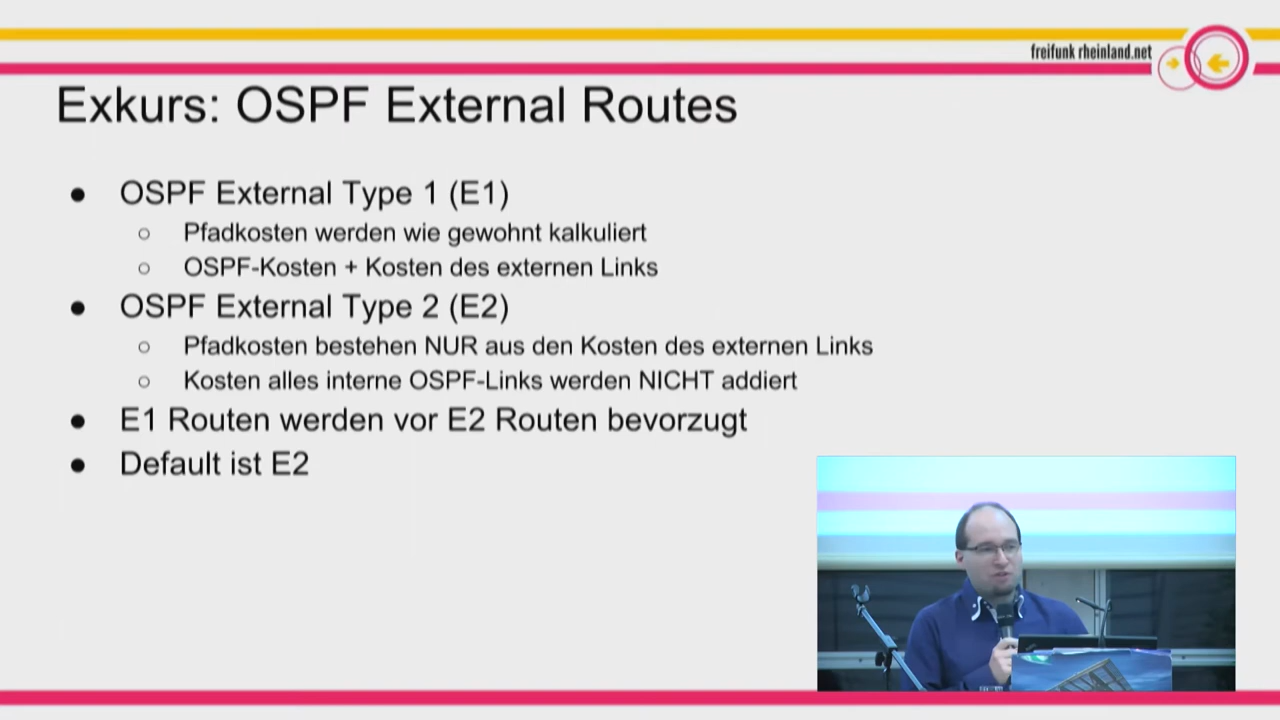 freifunk rheinland.net
Exkurs: OSPF External Routes
● OSPF External Type 1 (E1)
○ Pfadkosten werden wie gewohnt kalkuliert
○ OSPF-Kosten + Kosten des externen Links
● OSPF External Type 2 (E2)
○ Pfadkosten bestehen NUR aus den Kosten des externen Links
○ Kosten alles interne OSPF-Links werden NICHT addiert
● E1 Routen werden vor E2 Routen bevorzugt
● Default ist E2